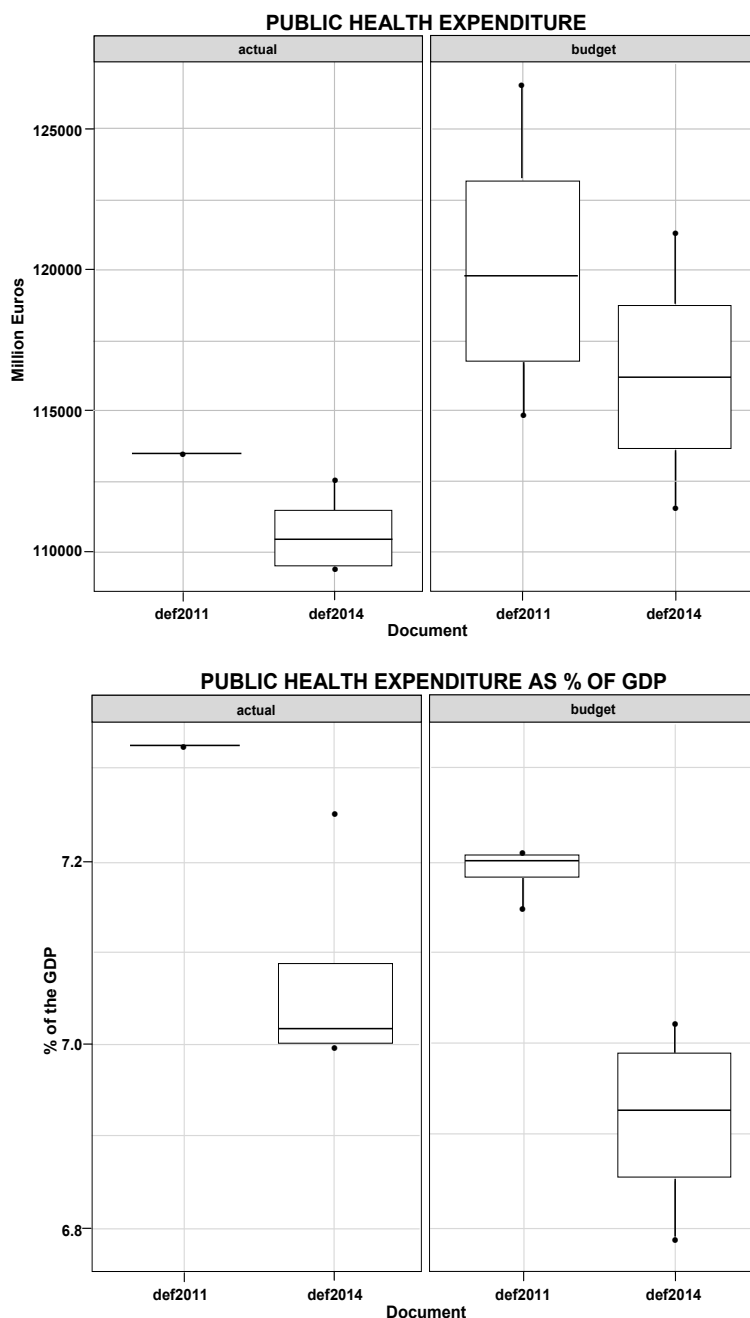 PUBLIC HEALTH EXPENDITURE
actual budget
125000
120000
115000
110000
Million Euros
def2011 def2014 def2011 def2014
Document
PUBLIC HEALTH EXPENDITURE AS % OF GDP
actual budget
7.2
7.0
6.8
% of the GDP
def2011 def2014 def2011 def2014
Document